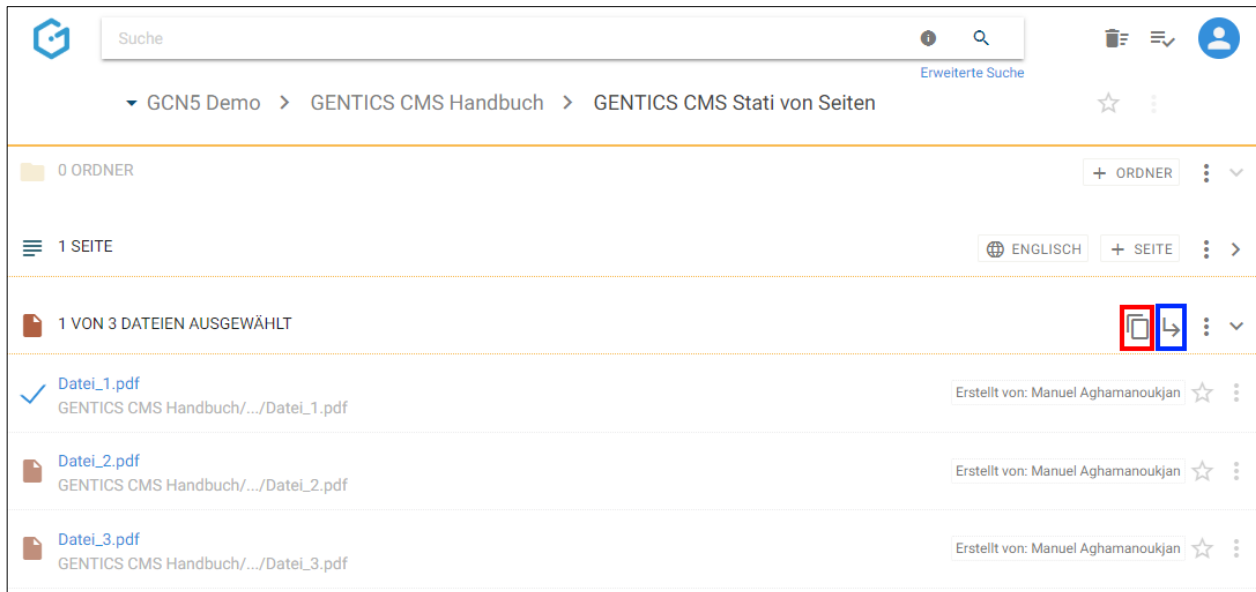 Suche
Erweiterte Suche
GCN5 Demo > GENTICS CMS Handbuch > GENTICS CMS Stati von Seiten
0 ORDNER
+ ORDNER
1 SEITE
ENGLISCH
+ SEITE
1 VON 3 DATEIEN AUSGEWÄHLT
Datei_1.pdf
GENTICS CMS Handbuch/.../Datei_1.pdf
Erstellt von: Manuel Aghamanoukjan
Datei_2.pdf
GENTICS CMS Handbuch/.../Datei_2.pdf
Erstellt von: Manuel Aghamanoukjan
Datei_3.pdf
GENTICS CMS Handbuch/.../Datei_3.pdf
Erstellt von: Manuel Aghamanoukjan